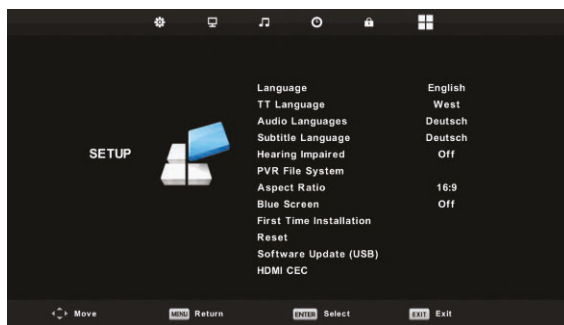 Language English
TT Language West
Audio Languages Deutsch
Subtitle Language Deutsch
SETUP
Hearing Impaired Off
PVR File System
Aspect Ratio 16:9
Blue Screen Off
First Time Installation
Reset
Software Update (USB)
HDMI CEC
Move MENU Return ENTER Select EXIT Exit